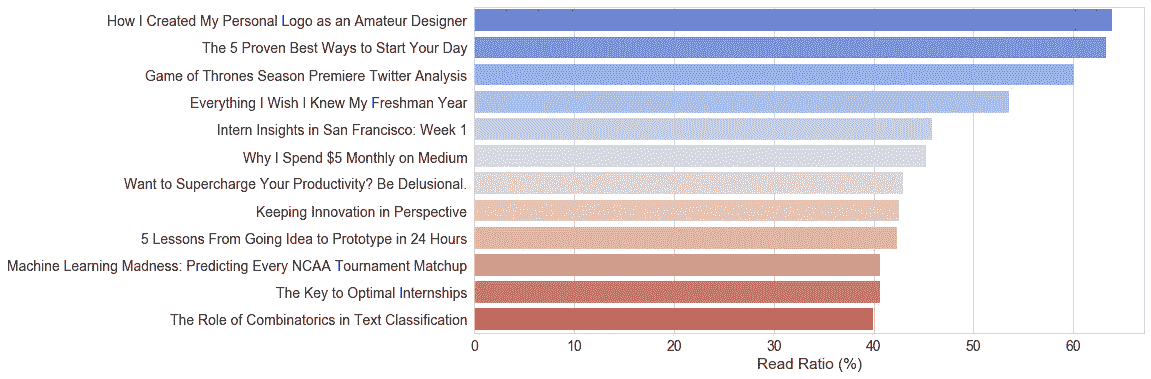 How I Created My Personal Logo as an Amateur Designer
The 5 Proven Best Ways to Start Your Day
Game of Thrones Season Premiere Twitter Analysis
Everything I Wish I Knew My Freshman Year
Intern Insights in San Francisco: Week 1
Why I Spend $5 Monthly on Medium
Want to Supercharge Your Productivity? Be Delusional.
Keeping Innovation in Perspective
5 Lessons From Going Idea to Prototype in 24 Hours
Machine Learning Madness: Predicting Every NCAA Tournament Matchup
The Key to Optimal Internships
The Role of Combinatorics in Text Classification
0 10 20 30 40 50 60
Read Ratio (%)